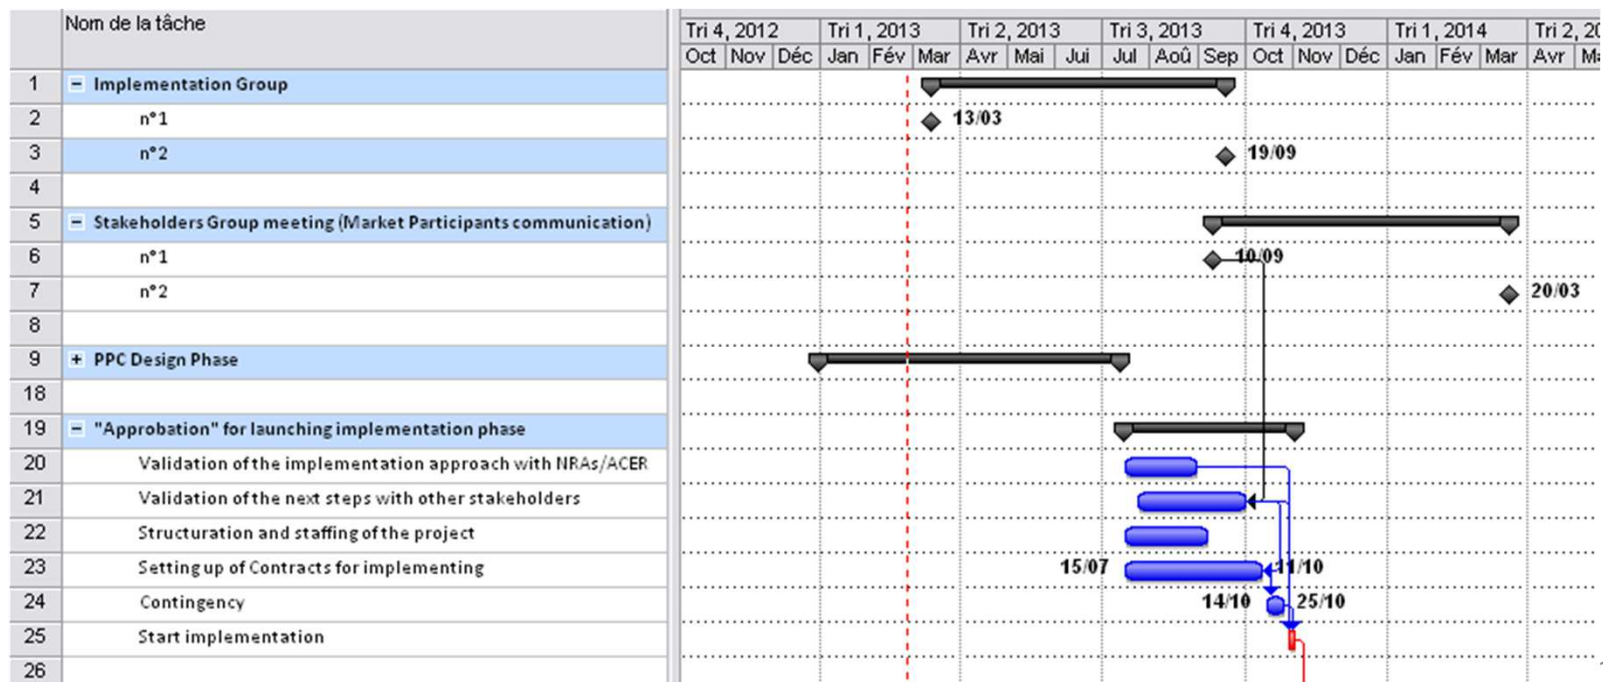 Nom de la tâche
Tri 4, 2012 Tri 1, 2013 Tri 2, 2013 Tri 3, 2013 Tri 4, 2013 Tri 1, 2014 Tri 2, 20
Oct Nov Déc Jan Fév Mar Avr Mai Jui Jul Aoû Sep Oct Nov Déc Jan Fév Mar Avr Ma
1 Implementation Group
2 n°1 13/03
3 n°2 19/09
4
5 Stakeholders Group meeting (Market Participants communication)
6 n°1 10/09
7 n°2 20/03
8
9 PPC Design Phase
18
19 "Approbation" for launching implementation phase
20 Validation of the implementation approach with NRAs/ACER
21 Validation of the next steps with other stakeholders
22 Structuration and staffing of the project
23 Setting up of Contracts for implementing 15/07 11/10
24 Contingency 14/10 25/10
25 Start implementation
26